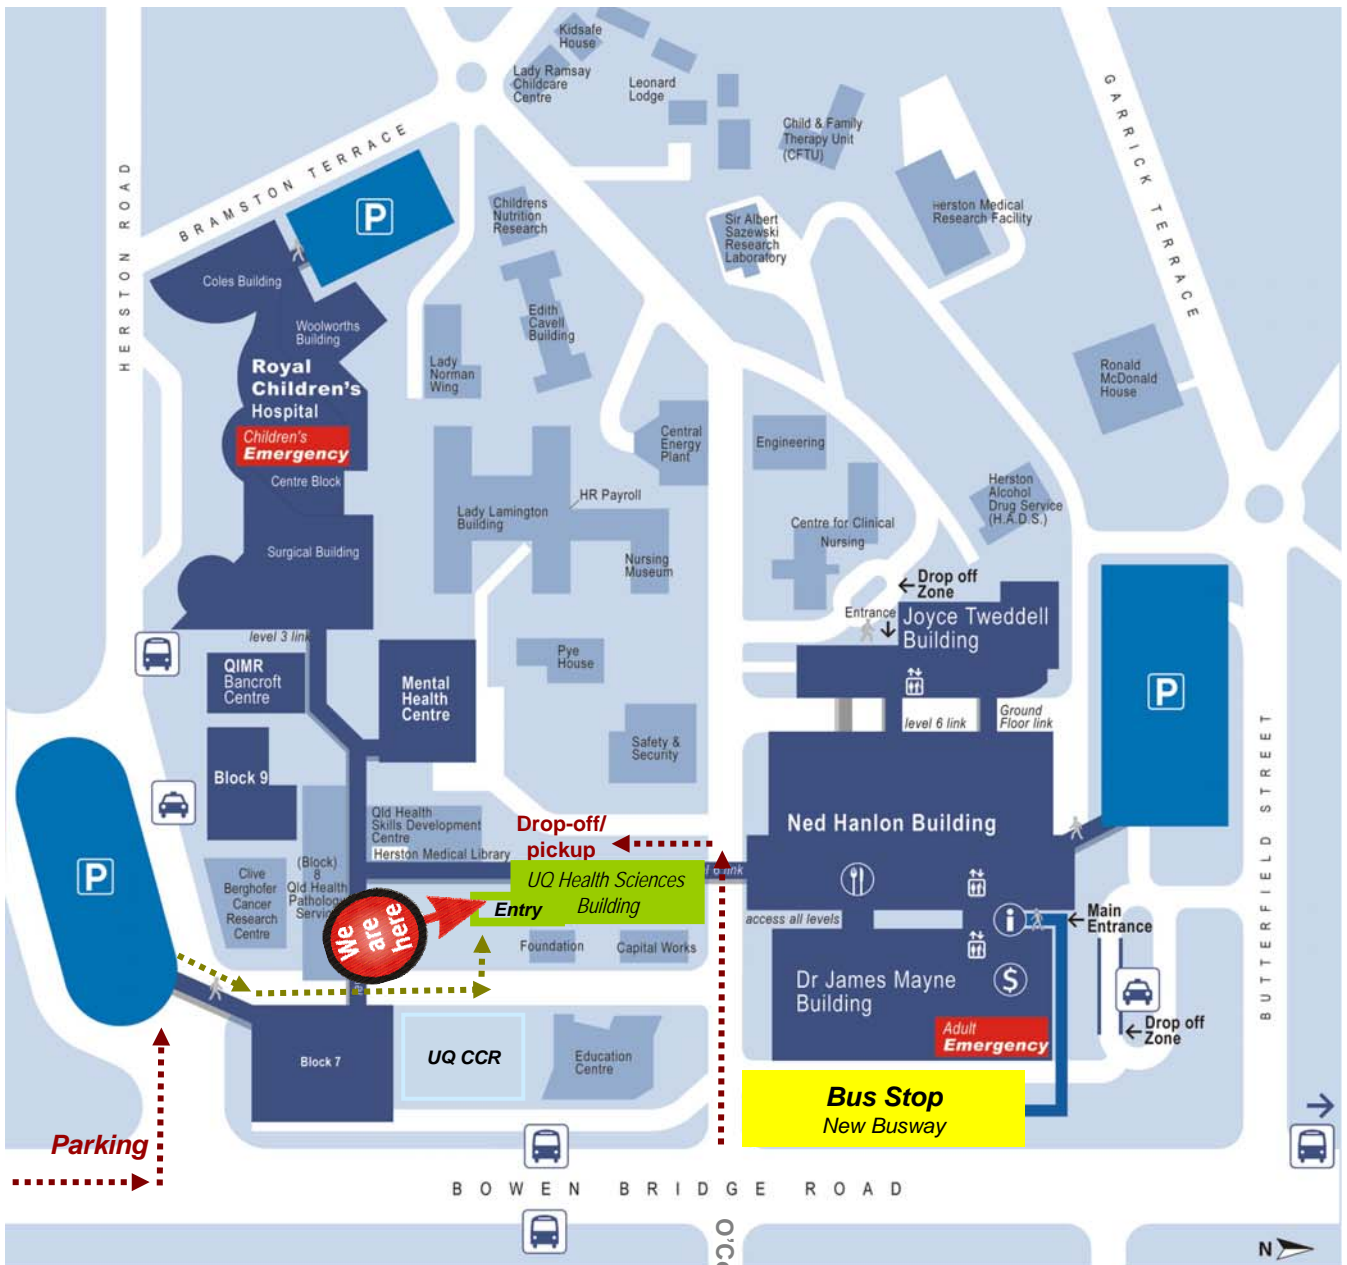 Kidsafe
House
Lady Ramsay
Childcare
Centre
Leonard
Lodge
Child & Family
Therapy Unit
(CFTU)
GARRICK TERRACE
HERSTON ROAD
BRAMSTON TERRACE
P
Childrens
Nutrition
Research
Sir Albert
Sazewski
Research
Laboratory
Herston Medical
Research Facility
Coles Building
Woolworths
Building
Edith
Cavell
Building
Lady
Norman
Wing
Ronald
McDonald
House
Royal
Children's
Hospital
Children's
Emergency
Centre Block
Central
Energy
Plant
Engineering
Lady Lamington
Building
HR Payroll
Nursing
Museum
Herston
Alcohol
Drug Service
(H.A.D.S.)
Centre for Clinical
Nursing
Surgical Building
Drop off
Zone
Entrance
Joyce Tweddell
Building
level 3 link
QIMR
Bancroft
Centre
Mental
Health
Centre
Pye
House
P
level 6 link
Ground
Floor link
Safety &
Security
BUTTERFIELD STREET
Block 9
Qld Health
Skills Development
Centre
Herston Medical Library
Drop-off/
pickup
Ned Hanlon Building
P
Clive
Berghofer
Cancer
Research
Centre
(Block)
8
Qld Health
Pathology
We
are
here
UQ Health Sciences
Building
6 link
Entry
Foundation
Capital Works
access all levels
i
Main
Entrance
Dr James Mayne
Building
$
Adult
Emergency
Drop off
Zone
Block 7
UQ CCR
Education
Centre
Bus Stop
New Busway
Parking
BOWEN BRIDGE ROAD
N